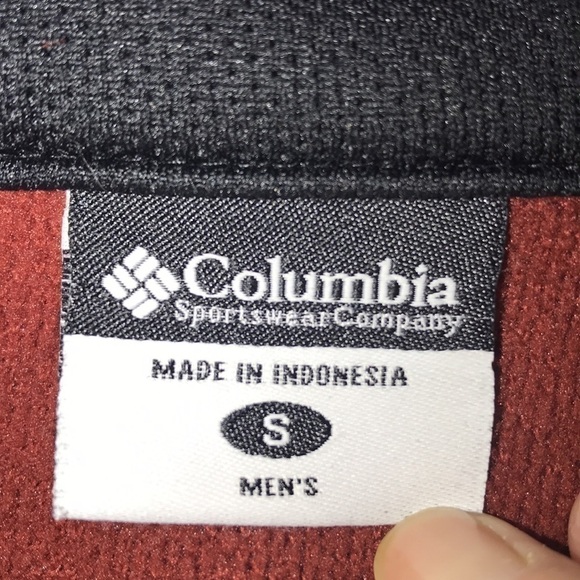 Columbia
Sportswear Company
MADE IN INDONESIA
S
MEN'S